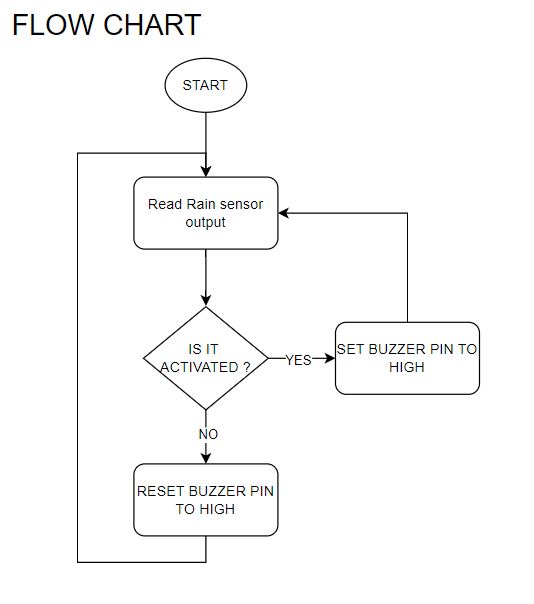 FLOW CHART
START
Read Rain sensor
output
IS IT
ACTIVATED ?
YES
SET BUZZER PIN TO
HIGH
NO
RESET BUZZER PIN
TO HIGH